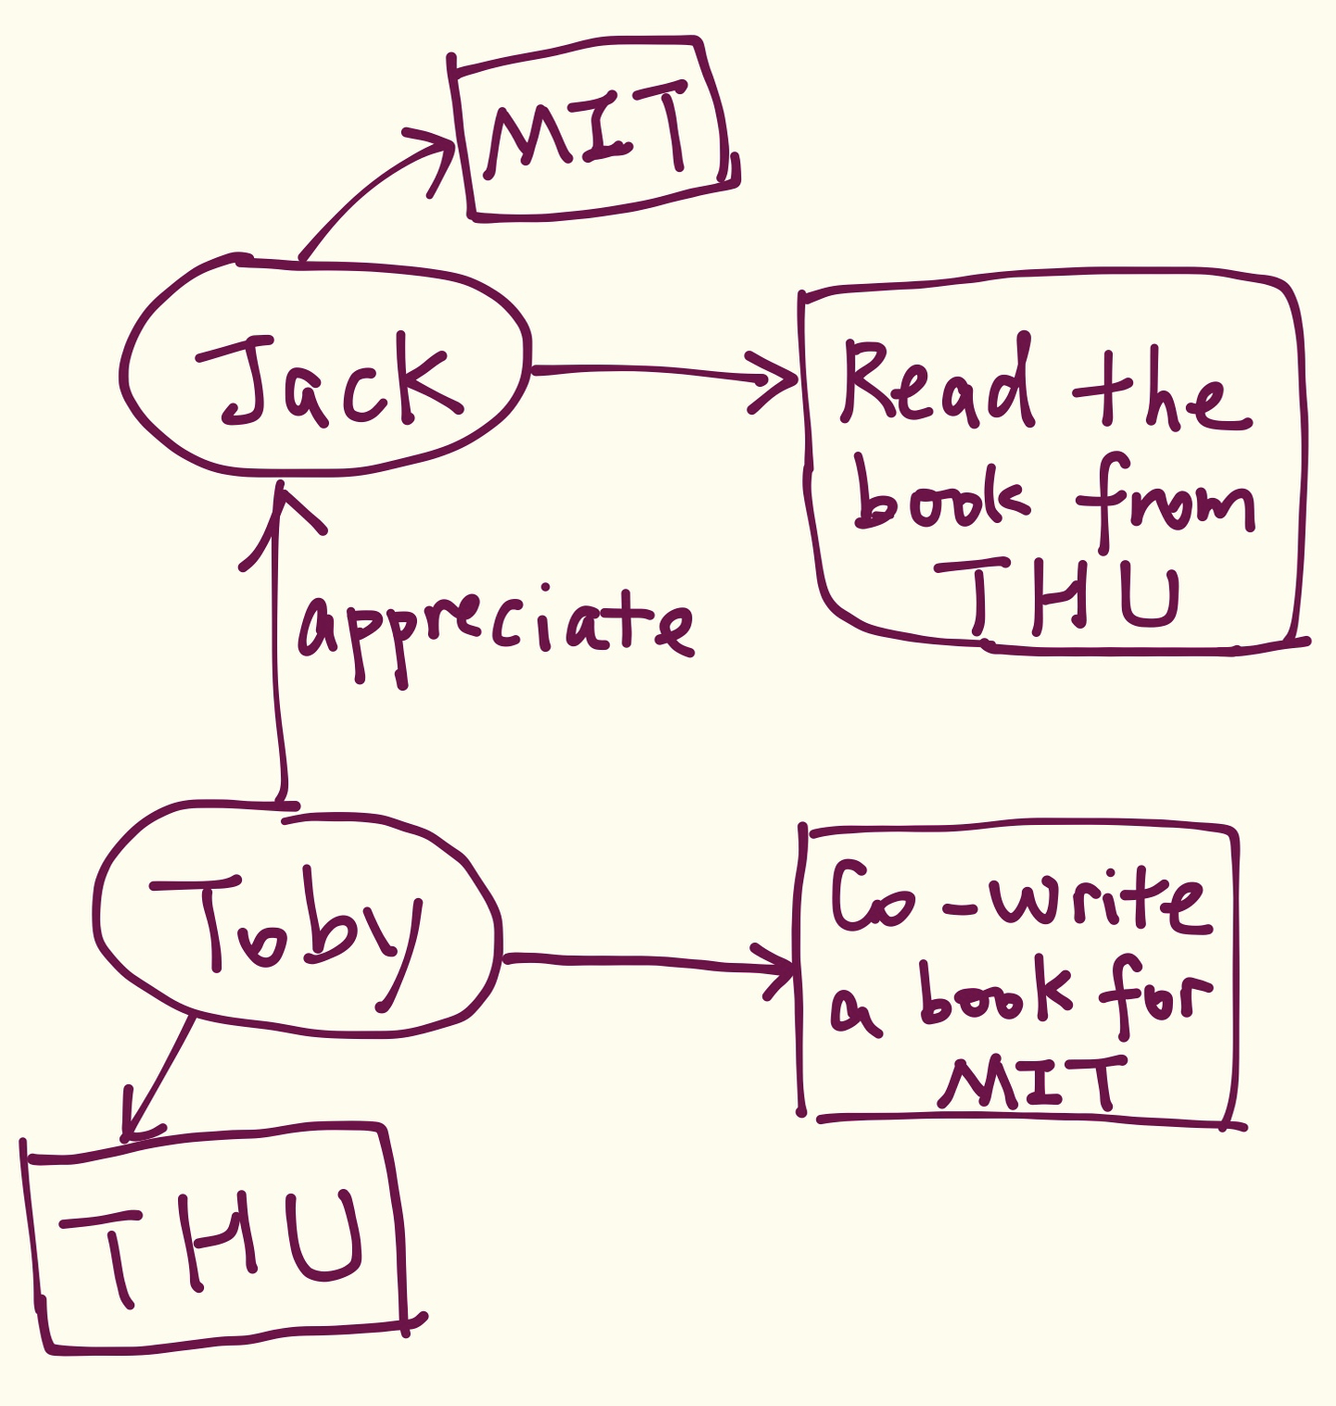 MIT
Jack
Read the
book from
THU
appreciate
Toby
Co-write
a book for
MIT
THU